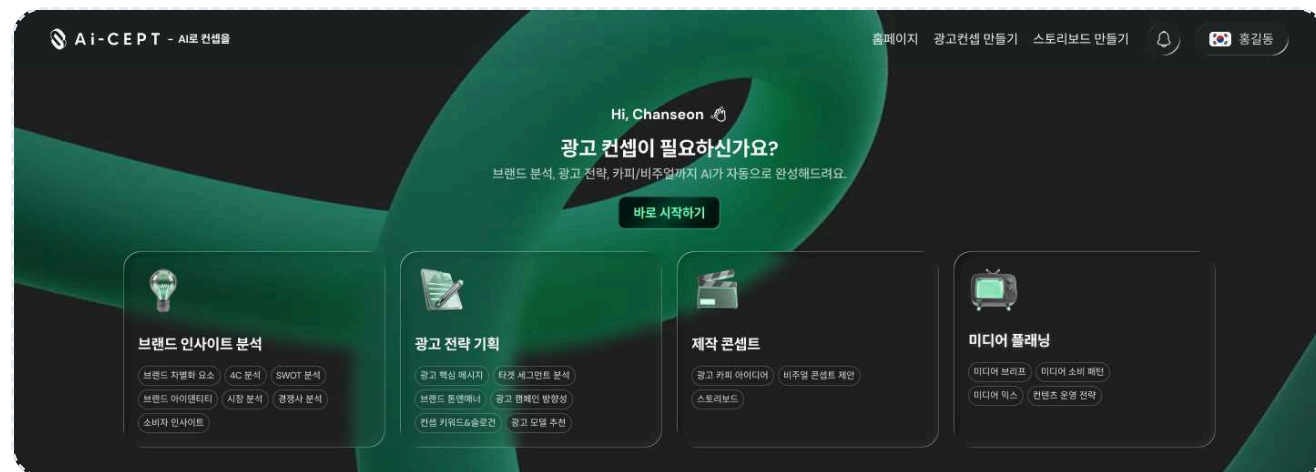 Ai-CEPT - AI로 컨셉을
홈페이지 광고컨셉 만들기 스토리보드 만들기 홍길동
Hi, Chanseon
광고 컨셉이 필요하신가요?
브랜드 분석, 광고 전략, 카피/비주얼까지 AI가 자동으로 완성해드려요.
바로 시작하기
브랜드 인사이트 분석
브랜드 차별화 요소 4C 분석 SWOT 분석
브랜드 아이덴티티 시장 분석 경쟁사 분석
소비자 인사이트
광고 전략 기획
광고 핵심 메시지 타겟 세그먼트 분석
브랜드 톤앤매너 광고 캠페인 방향성
컨셉 키워드&슬로건 광고 모델 추천
제작 콘셉트
광고 카피 아이디어 비주얼 콘셉트 제안
스토리보드
미디어 플래닝
미디어 브리프 미디어 소비 패턴
미디어 믹스 컨텐츠 운영 전략